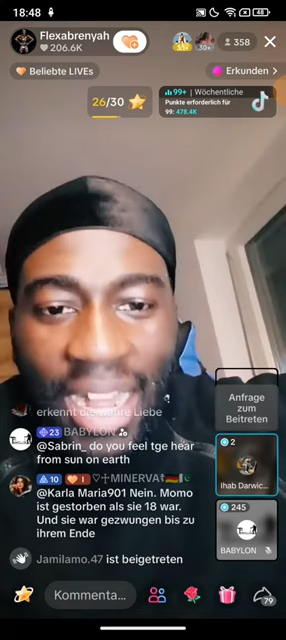 18:48
48
Flexabrenyah
206.6K
30+
358
Beliebte LIVEs
Erkunden >
26/30
99+ | Wöchentliche
Punkte erforderlich für
99: 478.4K
erkennt die wahre Liebe
23 BABYLON
@Sabrin_ do you feel tge hear
from sun on earth
10 1 ♡☥MINERVA
@Karla Maria901 Nein. Momo
ist gestorben als sie 18 war.
Und sie war gezwungen bis zu
ihrem Ende
Jamilamo.47 ist beigetreten
Anfrage
zum
Beitreten
2
Ihab Darwic...
245
BABYLON
Kommenta...
79